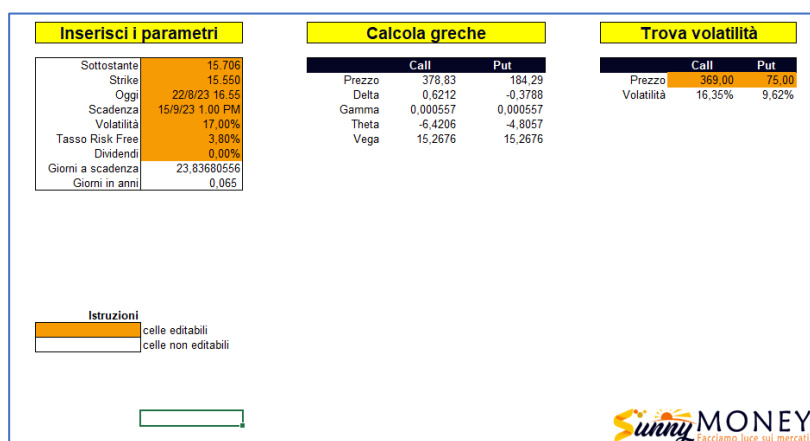 Inserisci i parametri
Calcola greche
Trova volatilità
Sottostante 15.706
Strike 15.550
Oggi 22/8/23 16.55
Scadenza 15/9/23 1.00 PM
Volatilità 17,00%
Tasso Risk Free 3,80%
Dividendi 0,00%
Giorni a scadenza 23,83680556
Giorni in anni 0,065
Call Put
Prezzo 378,83 184,29
Delta 0,6212 -0,3788
Gamma 0,000557 0,000557
Theta -6,4206 -4,8057
Vega 15,2676 15,2676
Call Put
Prezzo 369,00 75,00
Volatilità 16,35% 9,62%
Istruzioni
celle editabili
celle non editabili
Sunny MONEY
Facciamo luce sui mercati